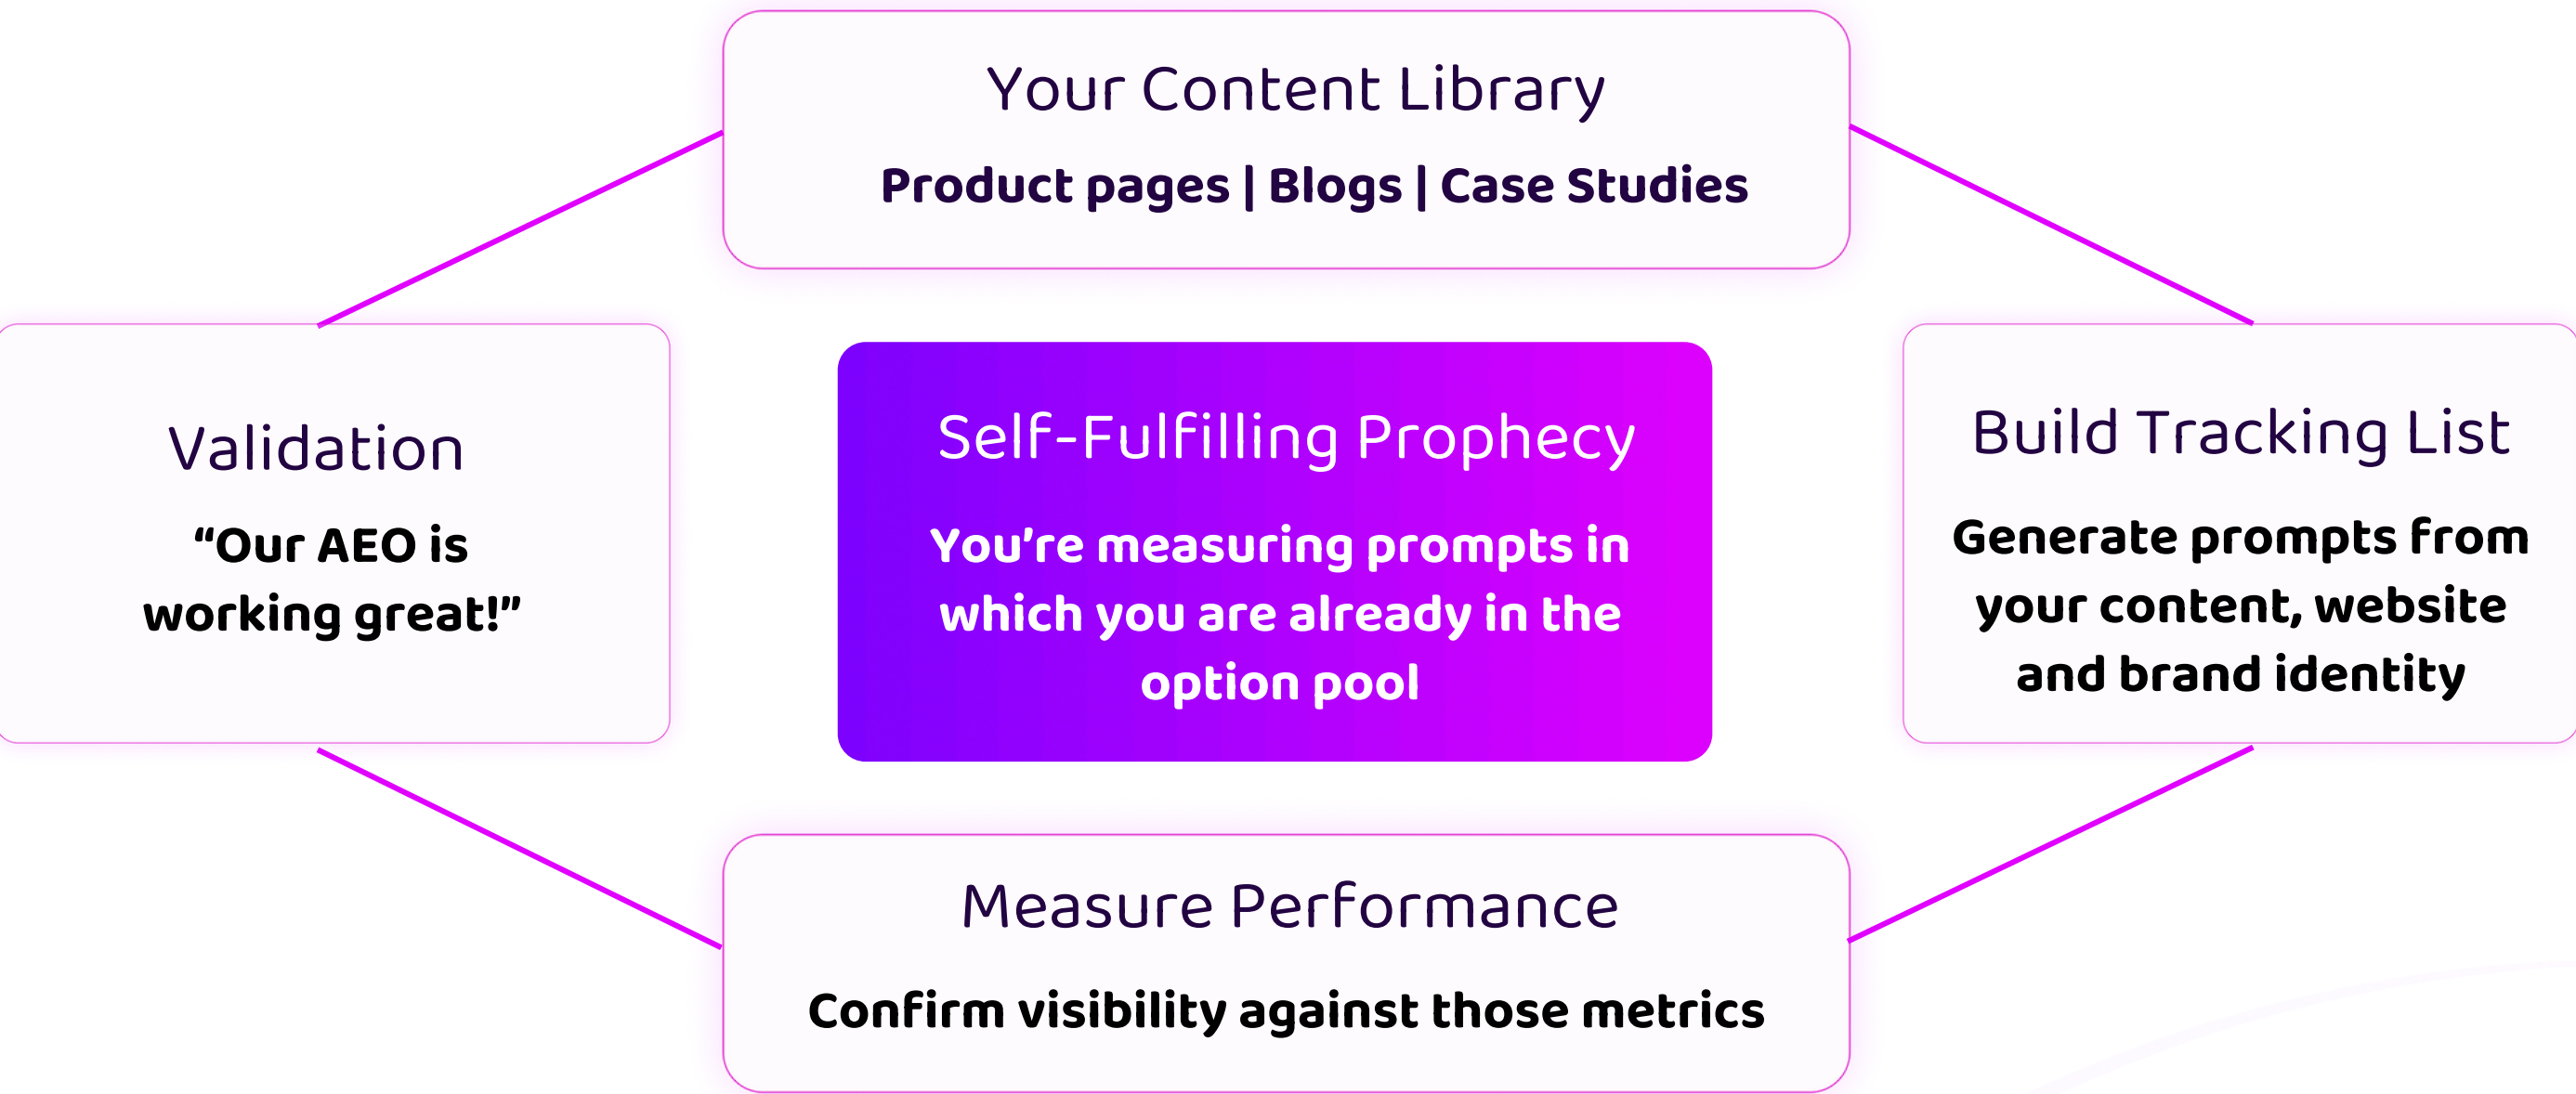 Your Content Library
Product pages | Blogs | Case Studies
Validation
“Our AEO is
working great!”
Self-Fulfilling Prophecy
You’re measuring prompts in
which you are already in the
option pool
Build Tracking List
Generate prompts from
your content, website
and brand identity
Measure Performance
Confirm visibility against those metrics